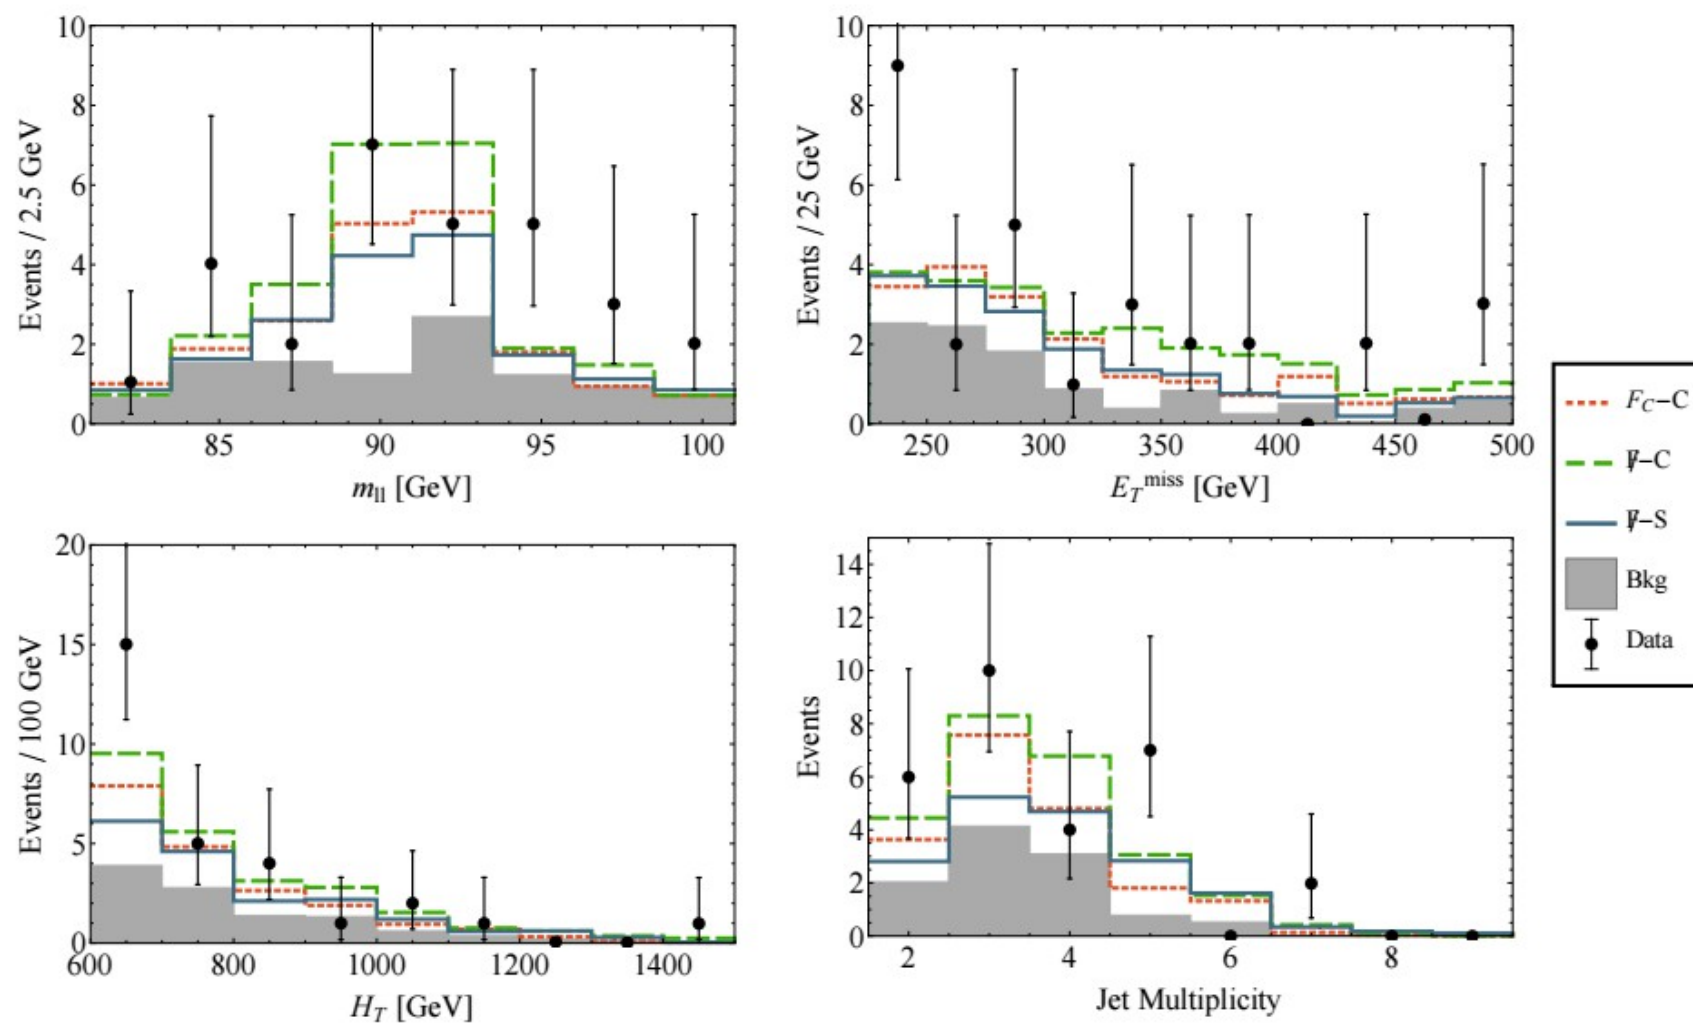 10
8
6
4
2
0
Events / 2.5 GeV
85 90 95 100
m_ll [GeV]
10
8
6
4
2
0
Events / 25 GeV
250 300 350 400 450 500
E_T^miss [GeV]
20
15
10
5
0
Events / 100 GeV
600 800 1000 1200 1400
H_T [GeV]
14
12
10
8
6
4
2
0
Events
2 4 6 8
Jet Multiplicity
F_C–C
–C
–S
Bkg
Data